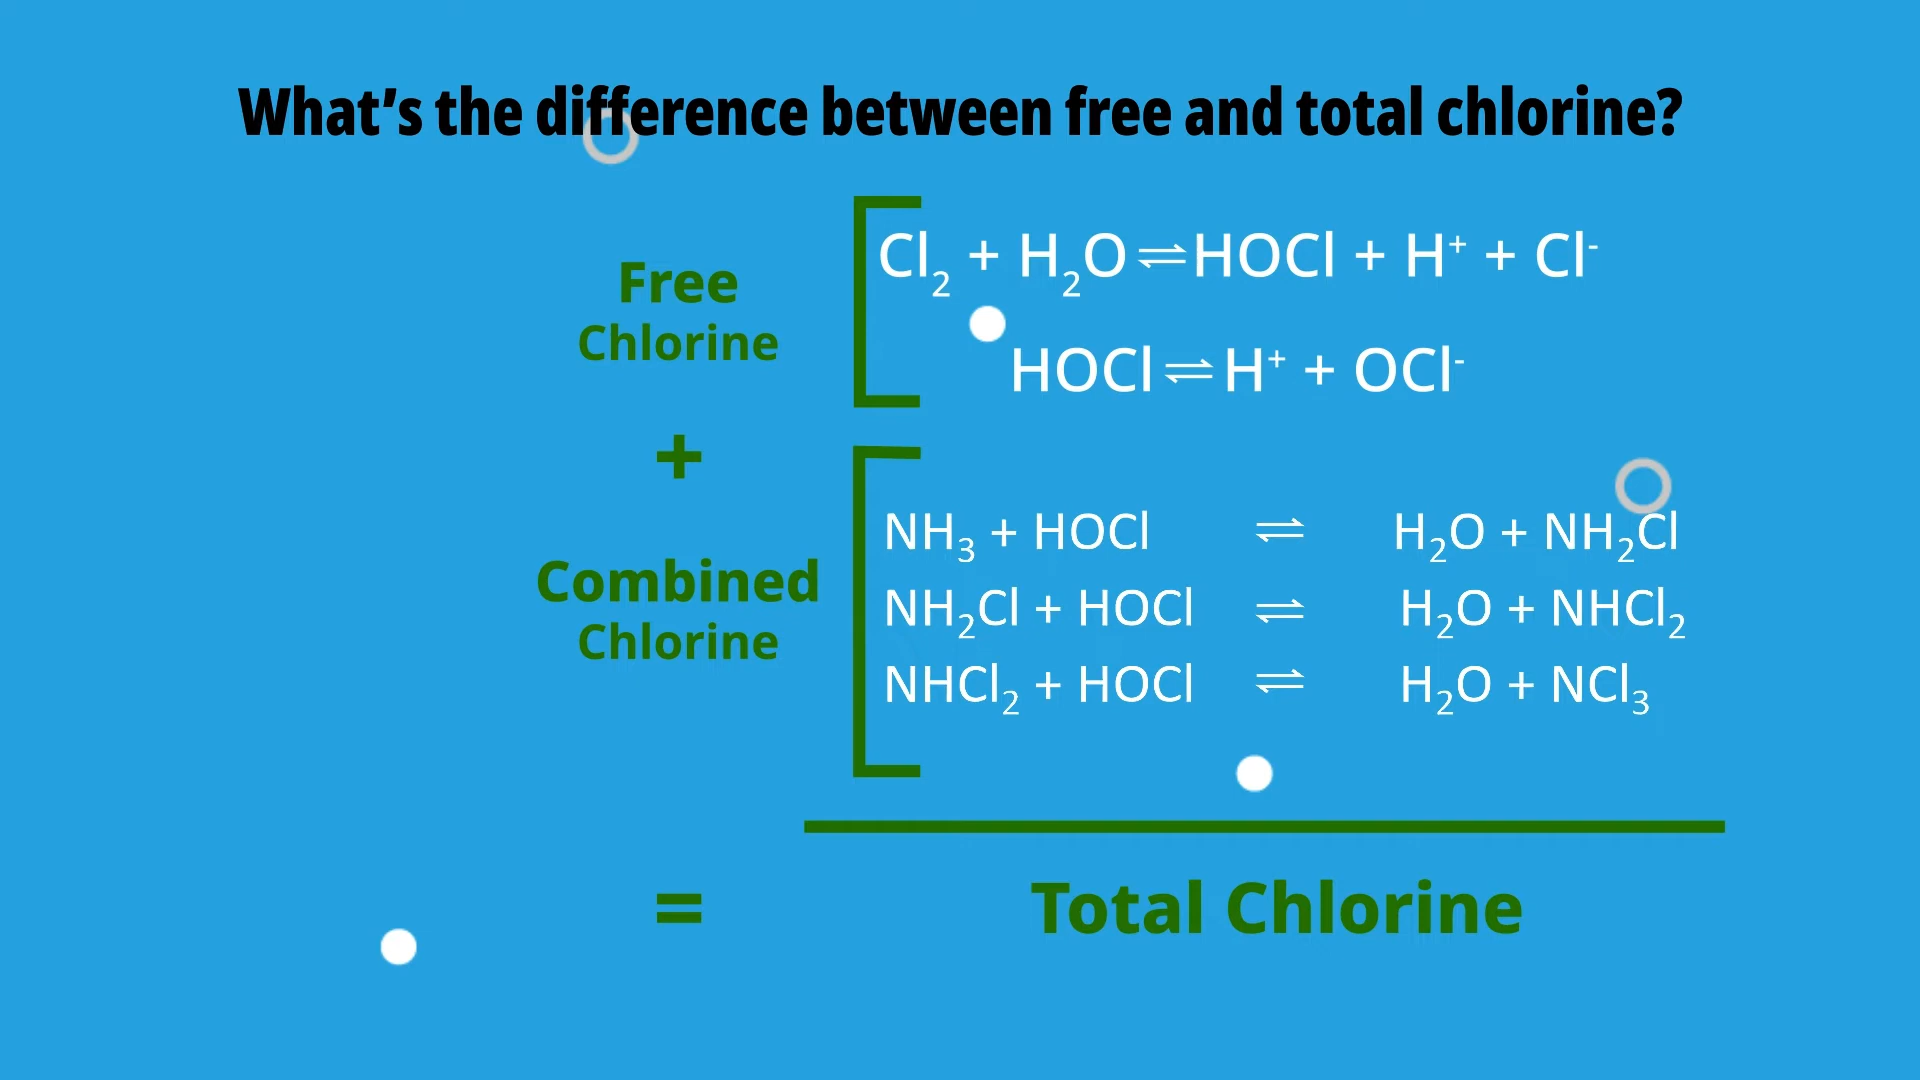 What's the difference between free and total chlorine?
Free
Chlorine
Cl₂ + H₂O⇌HOCl + H⁺ + Cl⁻
HOCl⇌H⁺ + OCl⁻
+
Combined
Chlorine
NH₃ + HOCl ⇌ H₂O + NH₂Cl
NH₂Cl + HOCl ⇌ H₂O + NHCl₂
NHCl₂ + HOCl ⇌ H₂O + NCl₃
= Total Chlorine